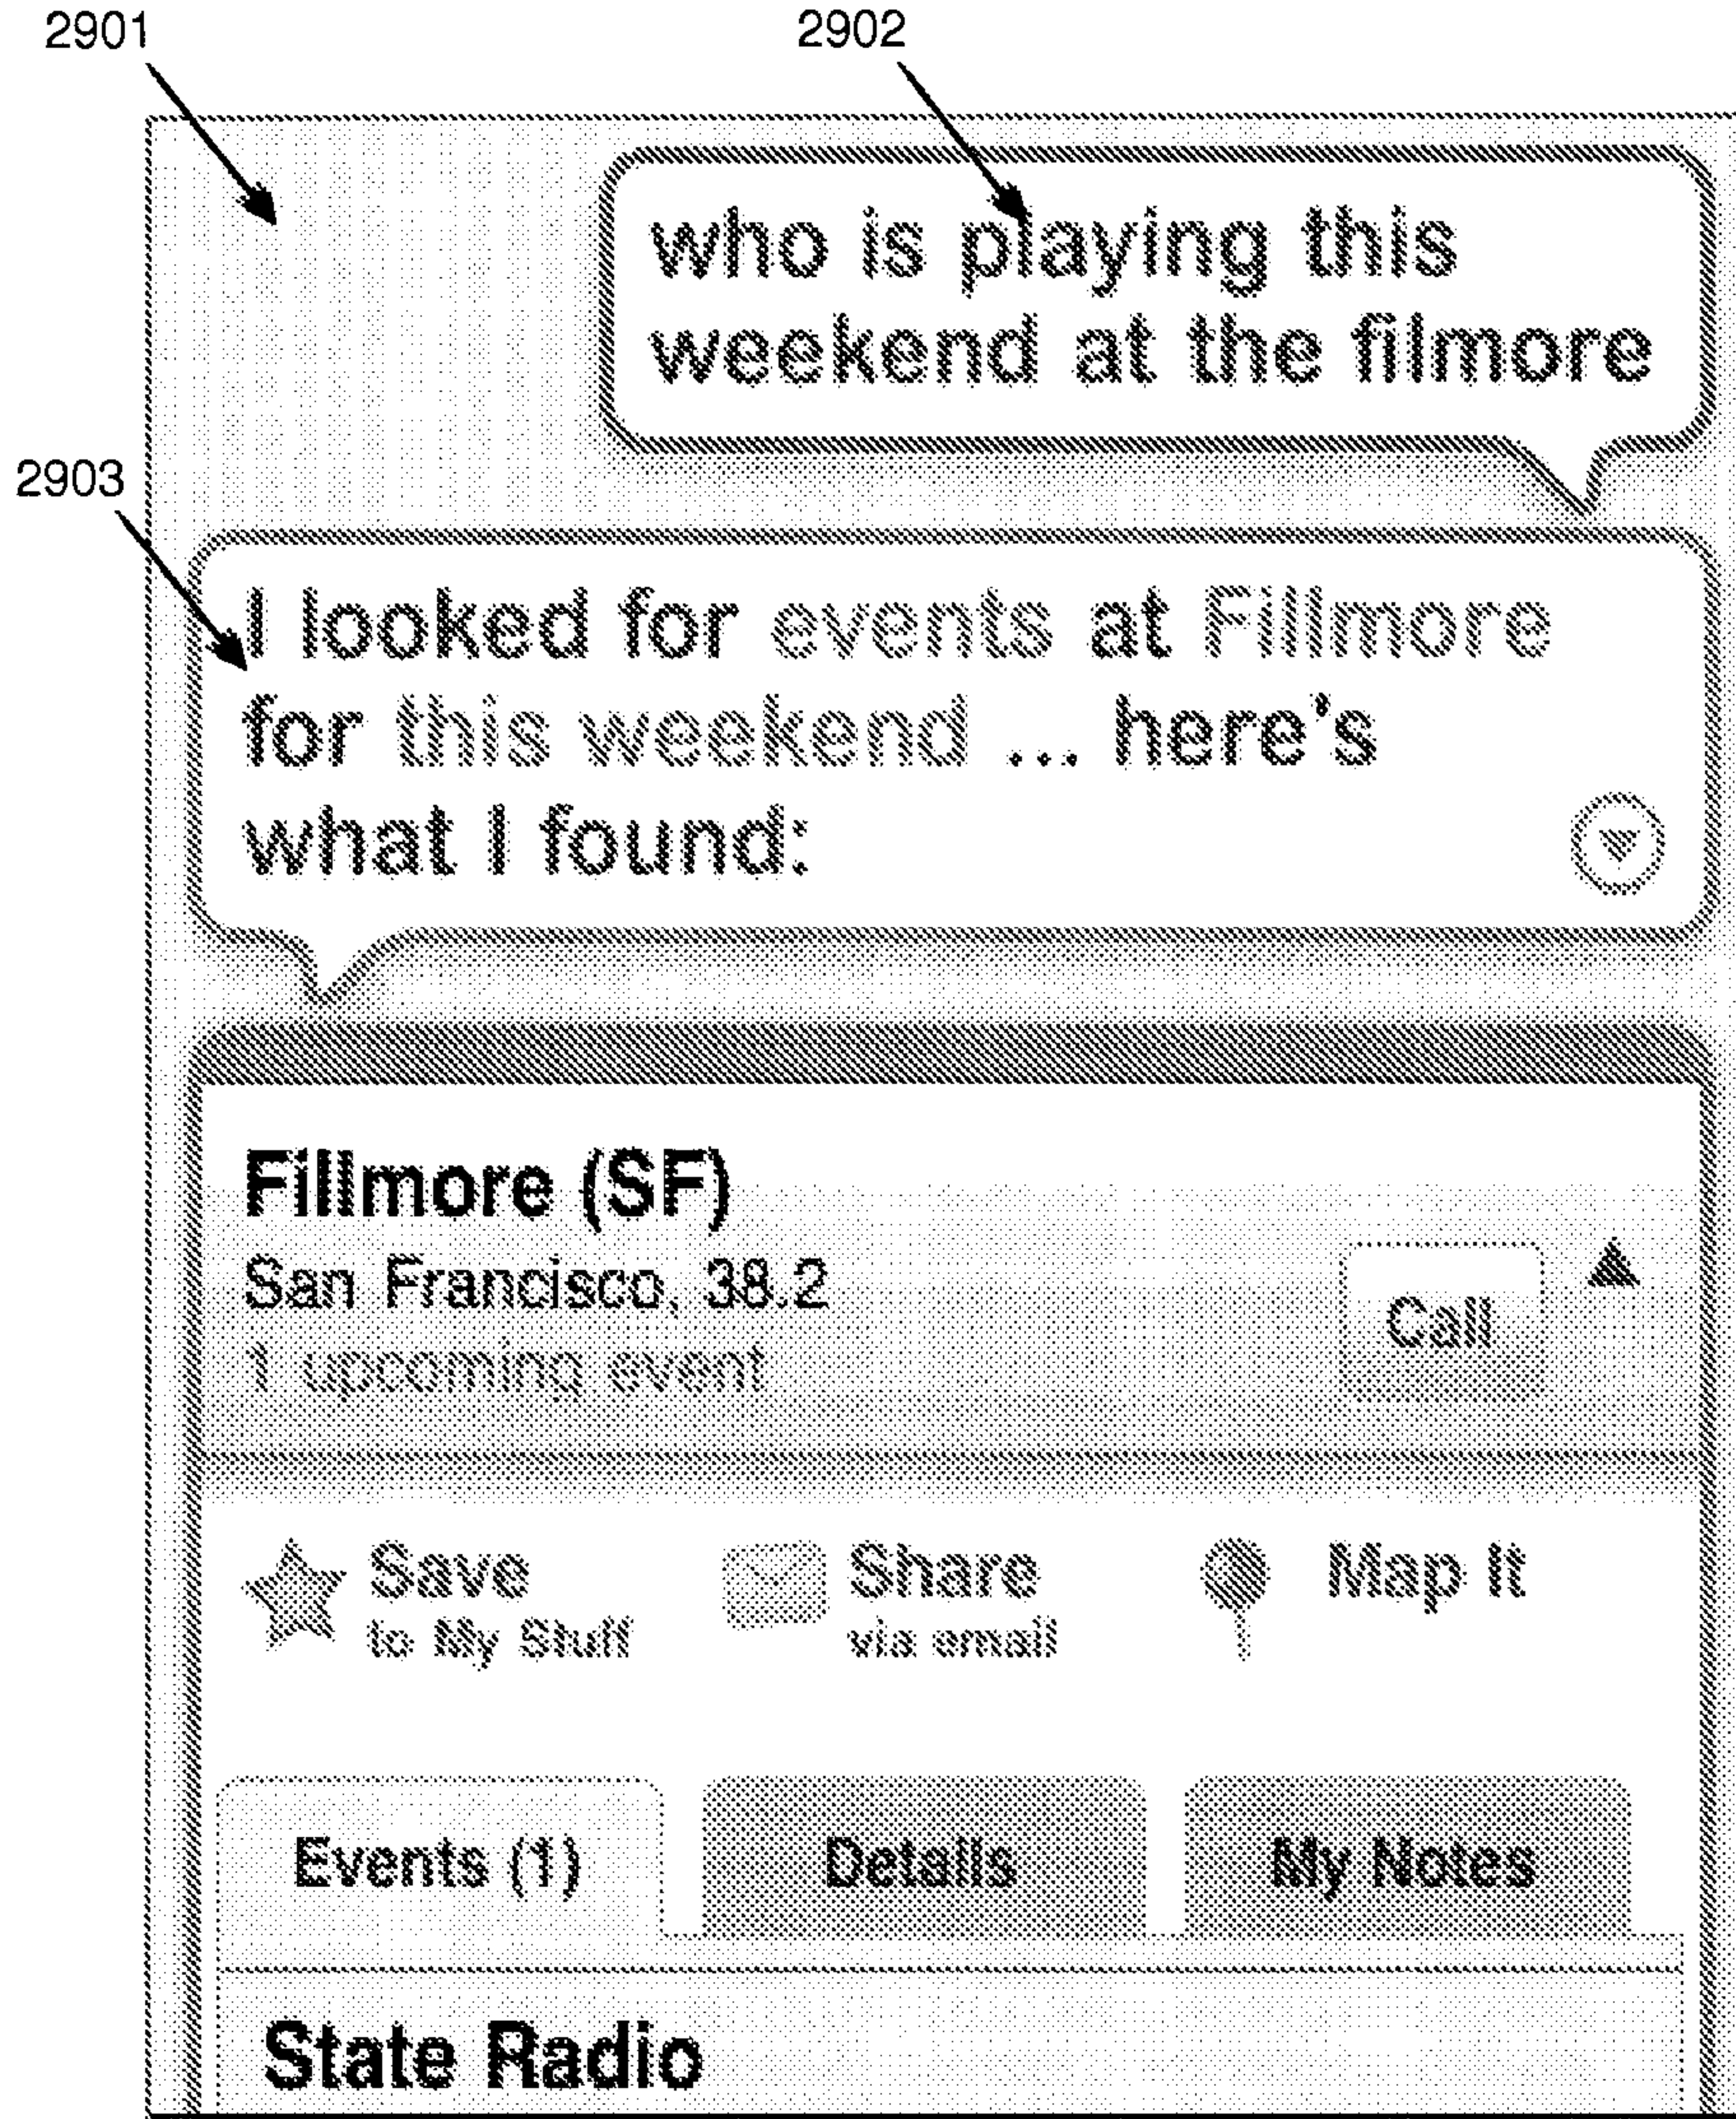 2901
2902
who is playing this
weekend at the filmore
2903
I looked for events at Fillmore
for this weekend ... here's
what I found:
Fillmore (SF)
San Francisco, 38.2
1 upcoming event
Call
Save
to My Stuff
Share
via email
Map It
Events (1)
Details
My Notes
State Radio